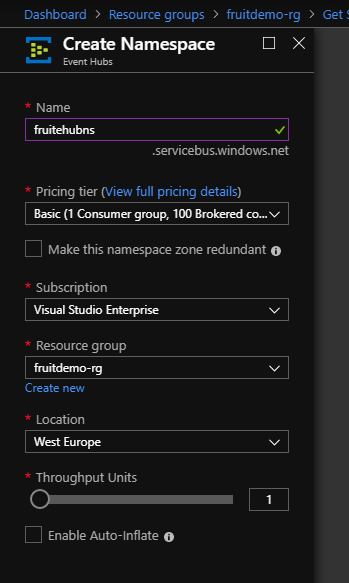 Dashboard > Resource groups > fruitdemo-rg > Get S
Create Namespace
Event Hubs
* Name
fruitehubns
.servicebus.windows.net
* Pricing tier (View full pricing details)
Basic (1 Consumer group, 100 Brokered co...
Make this namespace zone redundant
* Subscription
Visual Studio Enterprise
* Resource group
fruitdemo-rg
Create new
* Location
West Europe
* Throughput Units
1
Enable Auto-Inflate